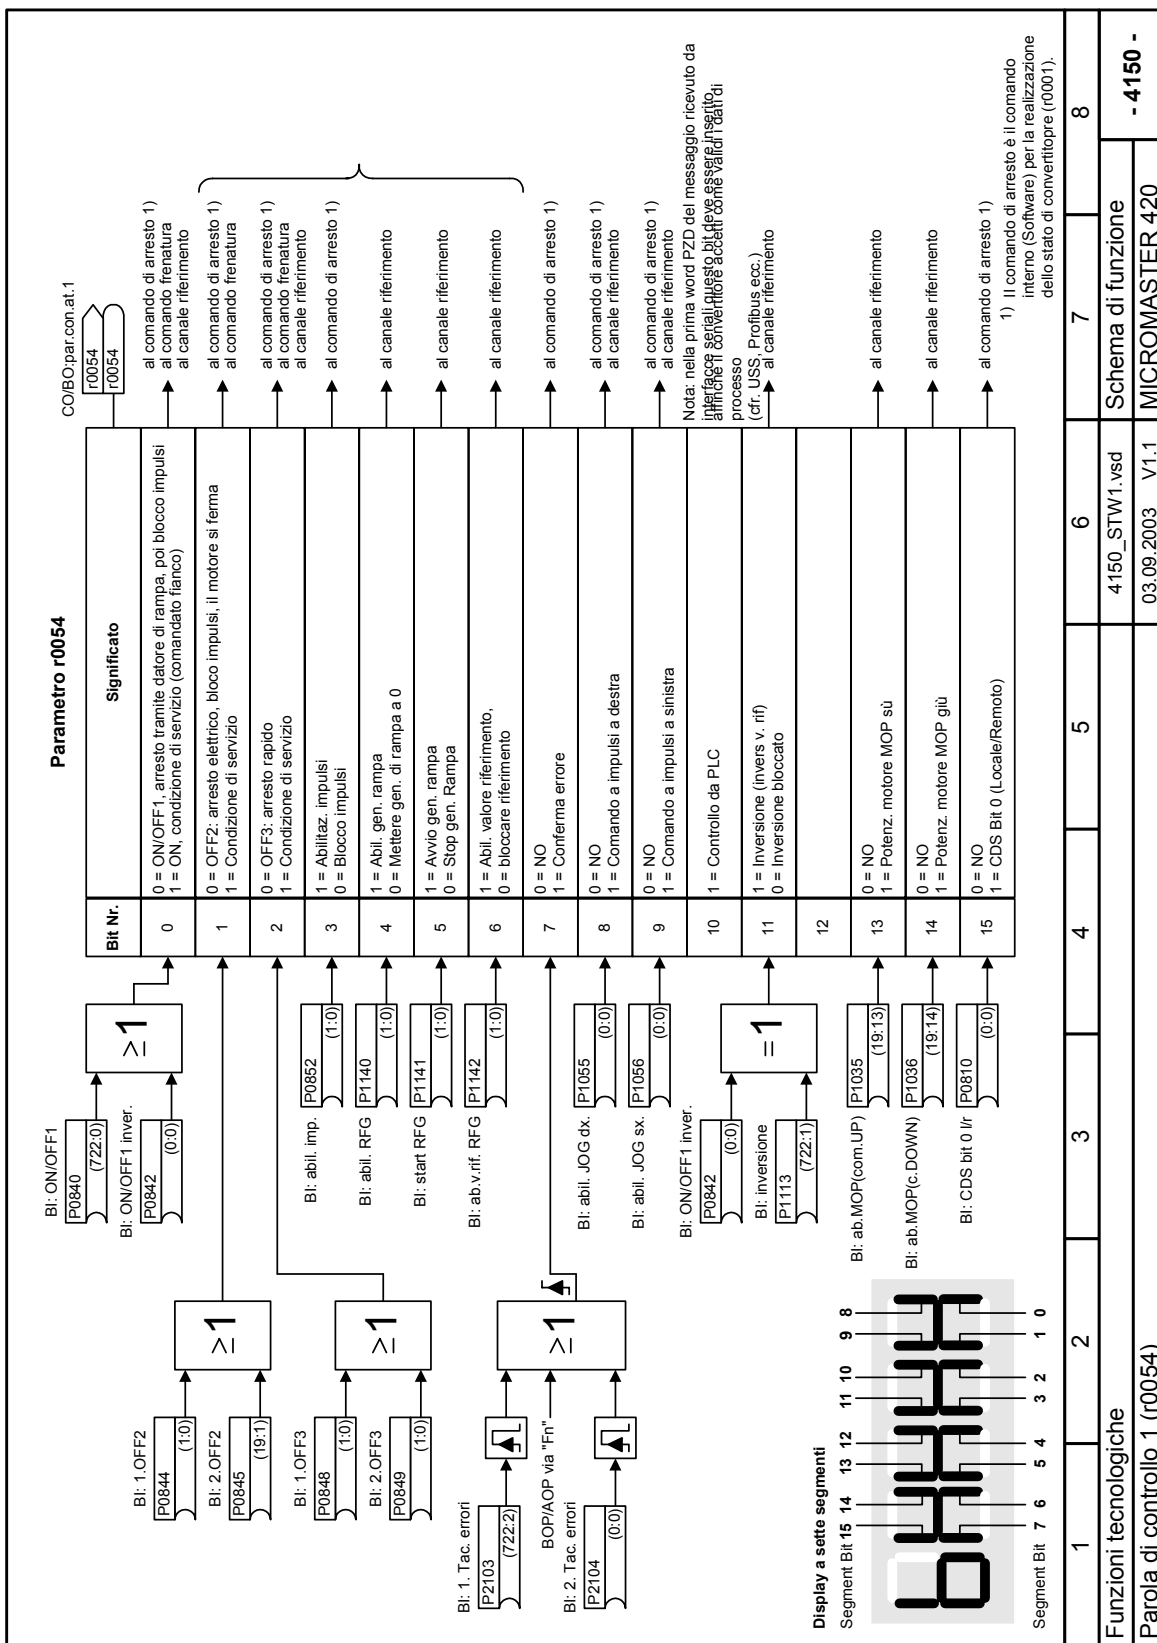 Parametro r0054
CO/BO:par.con.at.1
r0054
r0054
Bit Nr.
Significato
0
0 = ON/OFF1, arresto tramite datore di rampa, poi blocco impulsi
1 = ON, condizione di servizio (comandato fianco)
al comando di arresto 1)
al comando frenatura
al canale riferimento
1
0 = OFF2: arresto elettrico, bloco impulsi, il motore si ferma
1 = Condizione di servizio
al comando di arresto 1)
al comando frenatura
2
0 = OFF3: arresto rapido
1 = Condizione di servizio
al comando di arresto 1)
al comando frenatura
al canale riferimento
3
1 = Abilitaz. impulsi
0 = Blocco impulsi
al comando di arresto 1)
4
1 = Abil. gen. rampa
0 = Mettere gen. di rampa a 0
al canale riferimento
5
1 = Avvio gen. rampa
0 = Stop gen. Rampa
al canale riferimento
6
1 = Abil. valore riferimento,
0 = bloccare riferimento
al canale riferimento
7
0 = NO
1 = Conferma errore
al comando di arresto 1)
8
0 = NO
1 = Comando a impulsi a destra
al comando di arresto 1)
al canale riferimento
9
0 = NO
1 = Comando a impulsi a sinistra
al comando di arresto 1)
al canale riferimento
10
1 = Controllo da PLC
Nota: nella prima word PZD del messaggio ricevuto da
interfacce seriali questo bit deve essere inserito,
affinché il convertitore accetti come validi i dati di
processo
(cfr. USS, Profibus ecc.)
11
1 = Inversione (invers v. rif)
0 = Inversione bloccato
al canale riferimento
12
13
0 = NO
1 = Potenz. motore MOP sù
al canale riferimento
14
0 = NO
1 = Potenz. motore MOP giù
al canale riferimento
15
0 = NO
1 = CDS Bit 0 (Locale/Remoto)
al comando di arresto 1)
BI: ON/OFF1
P0840
(722:0)
BI: ON/OFF1 inver.
P0842
(0:0)
≥1
BI: 1.OFF2
P0844
(1:0)
BI: 2.OFF2
P0845
(19:1)
≥1
BI: 1.OFF3
P0848
(1:0)
BI: 2.OFF3
P0849
(1:0)
≥1
BI: abil. imp.
P0852
(1:0)
BI: abil. RFG
P1140
(1:0)
BI: start RFG
P1141
(1:0)
BI: ab.v.rif. RFG
P1142
(1:0)
BI: 1. Tac. errori
P2103
(722:2)
BOP/AOP via "Fn"
BI: 2. Tac. errori
P2104
(0:0)
≥1
BI: abil. JOG dx.
P1055
(0:0)
BI: abil. JOG sx.
P1056
(0:0)
BI: ON/OFF1 inver.
P0842
(0:0)
BI: inversione
P1113
(722:1)
=1
BI: ab.MOP(com.UP)
P1035
(19:13)
BI: ab.MOP(c.DOWN)
P1036
(19:14)
BI: CDS bit 0 l/r
P0810
(0:0)
Display a sette segmenti
Segment Bit 15 14 13 12 11 10 9 8
Segment Bit 7 6 5 4 3 2 1 0
1) Il comando di arresto è il comando
interno (Software) per la realizzazione
dello stato di convertitopre (r0001).
1 2 3 4 5 6 7 8
Funzioni tecnologiche
4150_STW1.vsd
Schema di funzione
- 4150 -
Parola di controllo 1 (r0054)
03.09.2003 V1.1
MICROMASTER 420